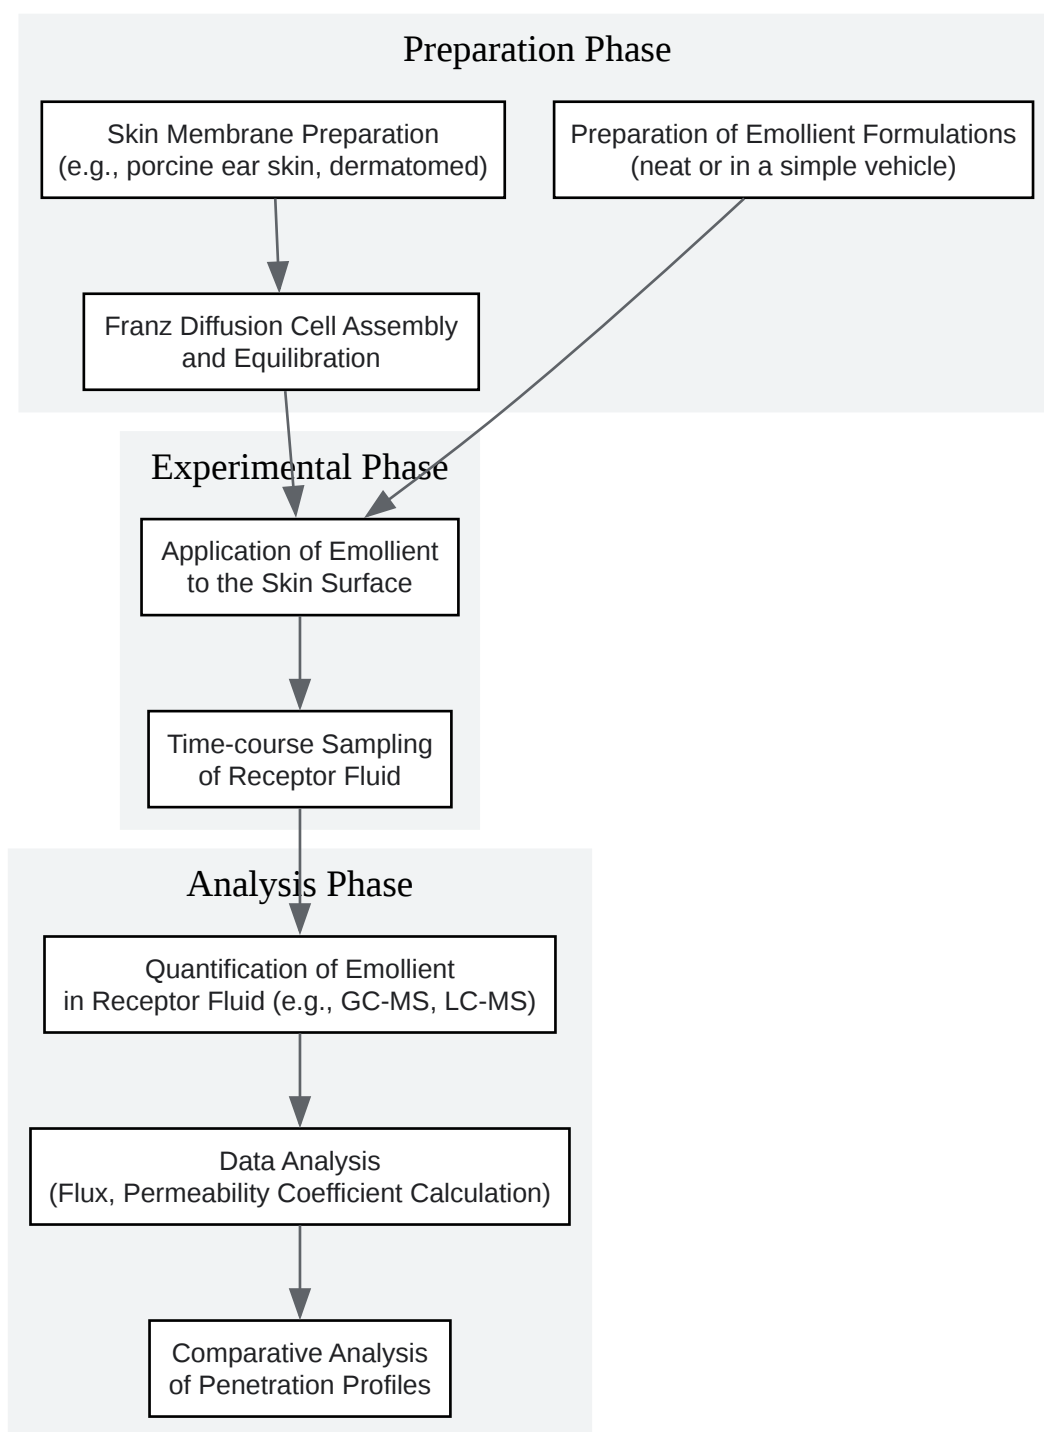 Preparation Phase
Skin Membrane Preparation
(e.g., porcine ear skin, dermatomed)
Preparation of Emollient Formulations
(neat or in a simple vehicle)
Franz Diffusion Cell Assembly
and Equilibration
Experimental Phase
Application of Emollient
to the Skin Surface
Time-course Sampling
of Receptor Fluid
Analysis Phase
Quantification of Emollient
in Receptor Fluid (e.g., GC-MS, LC-MS)
Data Analysis
(Flux, Permeability Coefficient Calculation)
Comparative Analysis
of Penetration Profiles